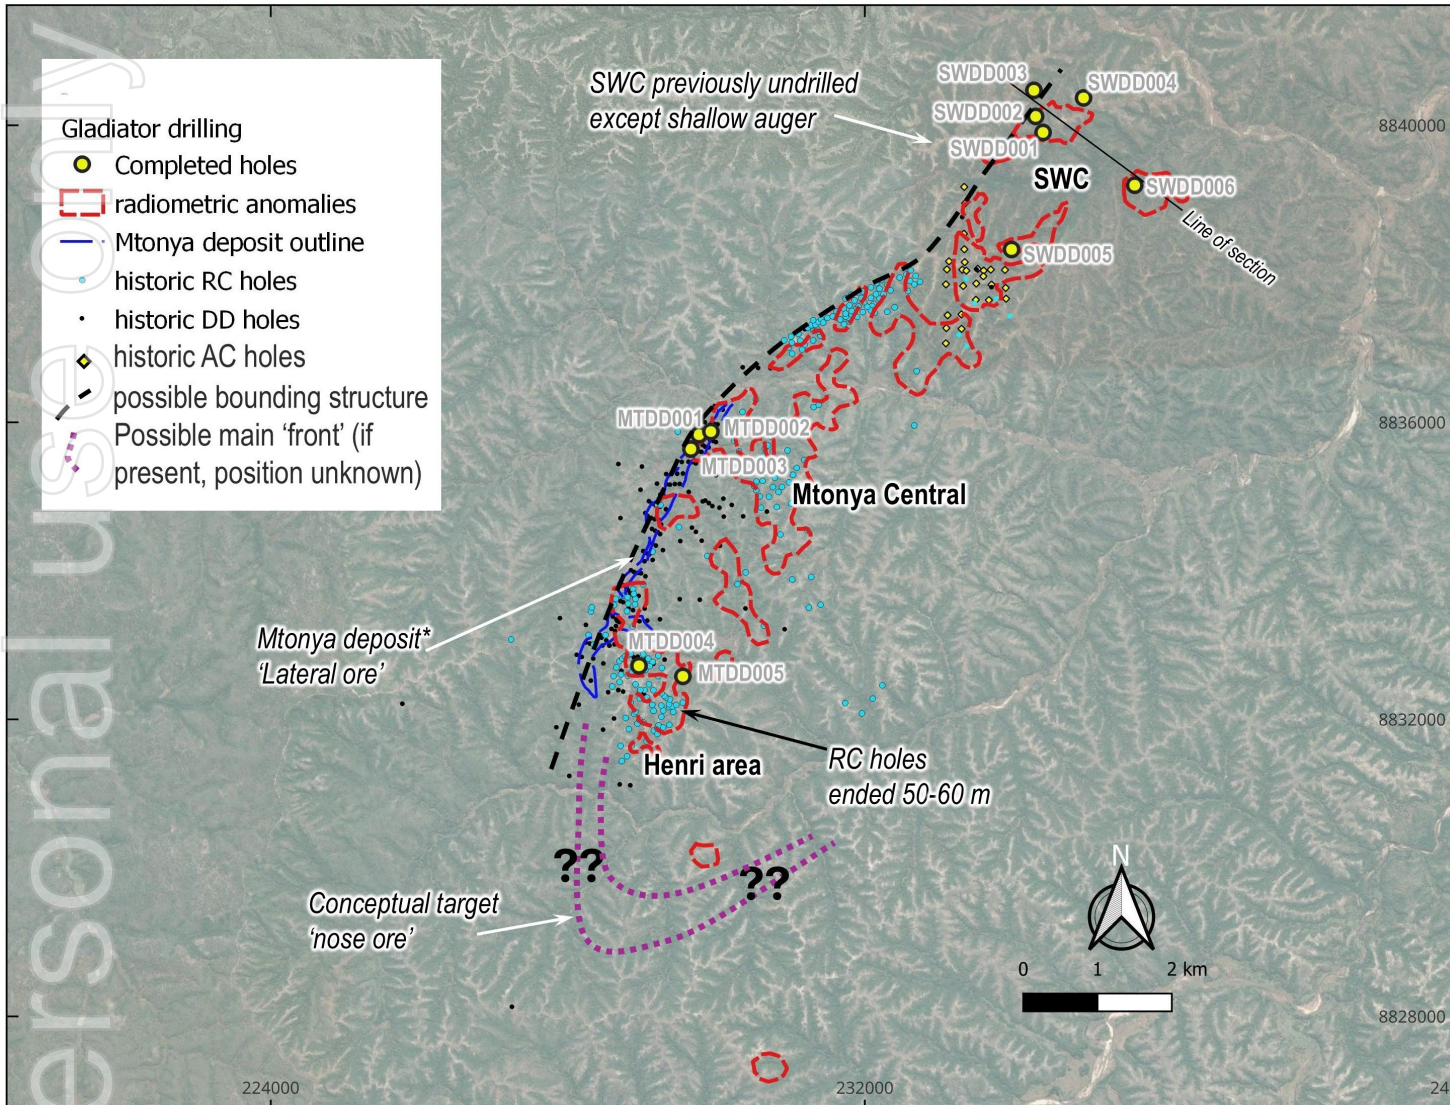 ersonal use only
Gladiator drilling
Completed holes
radiometric anomalies
Mtonya deposit outline
historic RC holes
historic DD holes
historic AC holes
possible bounding structure
Possible main ‘front’ (if
present, position unknown)
SWC previously undrilled
except shallow auger
SWDD003
SWDD004
SWDD002
SWDD001
SWC
SWDD006
Line of section
SWDD005
8840000
MTDD001
MTDD002
MTDD003
8836000
Mtonya Central
Mtonya deposit*
‘Lateral ore’
MTDD004
MTDD005
8832000
Henri area
RC holes
ended 50-60 m
??
??
Conceptual target
‘nose ore’
N
0 1 2 km
8828000
224000
232000
24